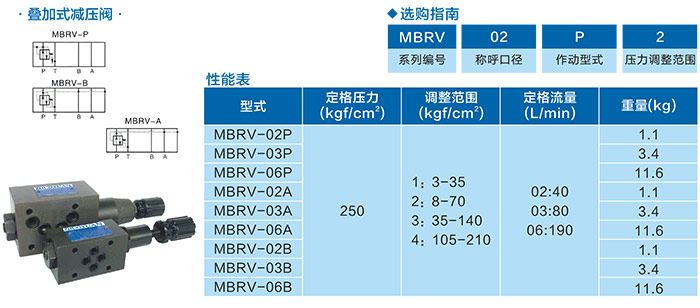 叠加式减压阀
MBRV-P
P T B A
MBRV-B
P T B A
MBRV-A
P T B A
◆选购指南
MBRV 02 P 2
系列编号 称呼口径 作动型式 压力调整范围
性能表
型式 定格压力 (kgf/cm²) 调整范围 (kgf/cm²) 定格流量 (L/min) 重量(kg)
MBRV-02P 1.1
MBRV-03P 3.4
MBRV-06P 11.6
MBRV-02A 1.1
MBRV-03A 3.4
MBRV-06A 11.6
MBRV-02B 1.1
MBRV-03B 3.4
MBRV-06B 11.6
250
1：3-35
2：8-70
3：35-140
4：105-210
02:40
03:80
06:190